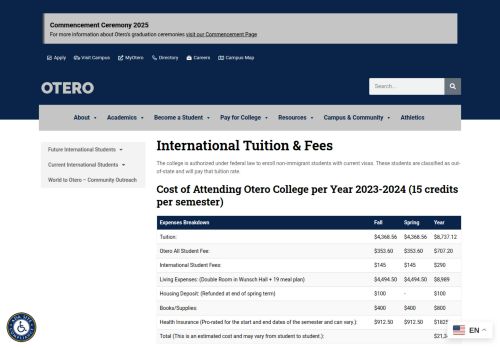 Commencement Ceremony 2025
For more information about Otero's graduation ceremonies visit our Commencement Page
Apply Visit Campus MyOtero Directory Careers Campus Map
OTERO
Search...
About Academics Become a Student Pay for College Resources Campus & Community Athletics
Future International Students
Current International Students
World to Otero – Community Outreach
International Tuition & Fees
The college is authorized under federal law to enroll non-immigrant students with current visas. These students are classified as out-
of-state and will pay that tuition rate.
Cost of Attending Otero College per Year 2023-2024 (15 credits
per semester)
Expenses Breakdown Fall Spring Year
Tuition: $4,368.56 $4,368.56 $8,737.12
Otero All Student Fee: $353.60 $353.60 $707.20
International Student Fees: $145 $145 $290
Living Expenses: (Double Room in Wunsch Hall + 19 meal plan) $4,494.50 $4,494.50 $8,989
Housing Deposit: (Refunded at end of spring term) $100 - $100
Books/Supplies: $400 $400 $800
Health Insurance (Pro-rated for the start and end dates of the semester and can vary.): $912.50 $912.50
Total (This is an estimated cost and may vary from student to student.):
EN